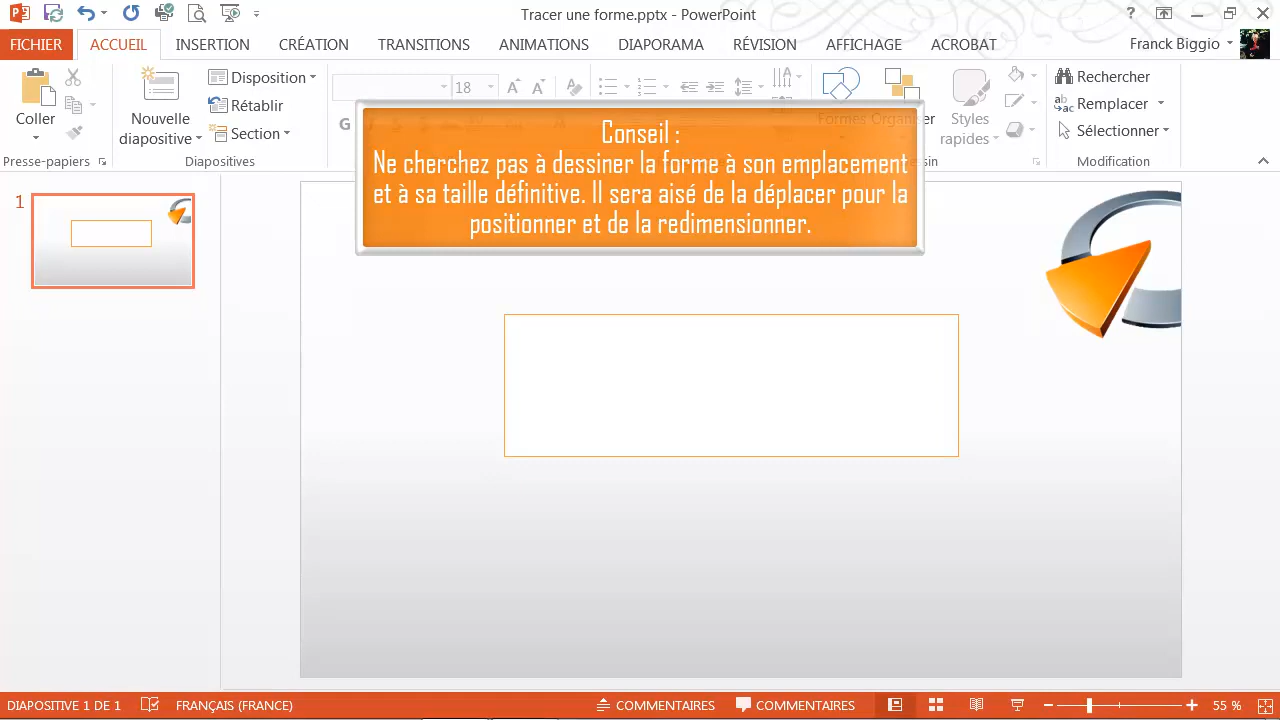 Tracer une forme.pptx - PowerPoint
?
FICHIER ACCUEIL INSERTION CRÉATION TRANSITIONS ANIMATIONS DIAPORAMA RÉVISION AFFICHAGE ACROBAT Franck Biggio
Coller
Nouvelle diapositive
Disposition
Rétablir
Section
18
G
Formes Organizer
Styles rapides
Rechercher
Remplacer
Sélectionner
Presse-papiers
Diapositives
Modification
Conseil :
Ne cherchez pas à dessiner la forme à son emplacement
et à sa taille définitive. Il sera aisé de la déplacer pour la
positionner et de la redimensionner.
1
DIAPOSITIVE 1 DE 1 FRANÇAIS (FRANCE) COMMENTAIRES COMMENTAIRES 55 %